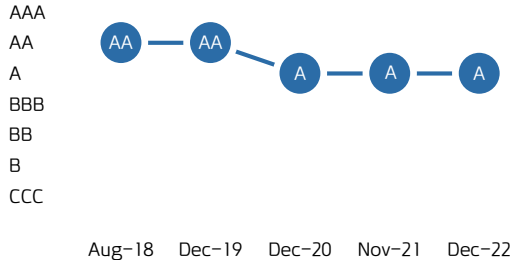 AAA
AA AA AA
A A A A
BBB
BB
B
CCC
Aug–18 Dec–19 Dec–20 Nov–21 Dec–22